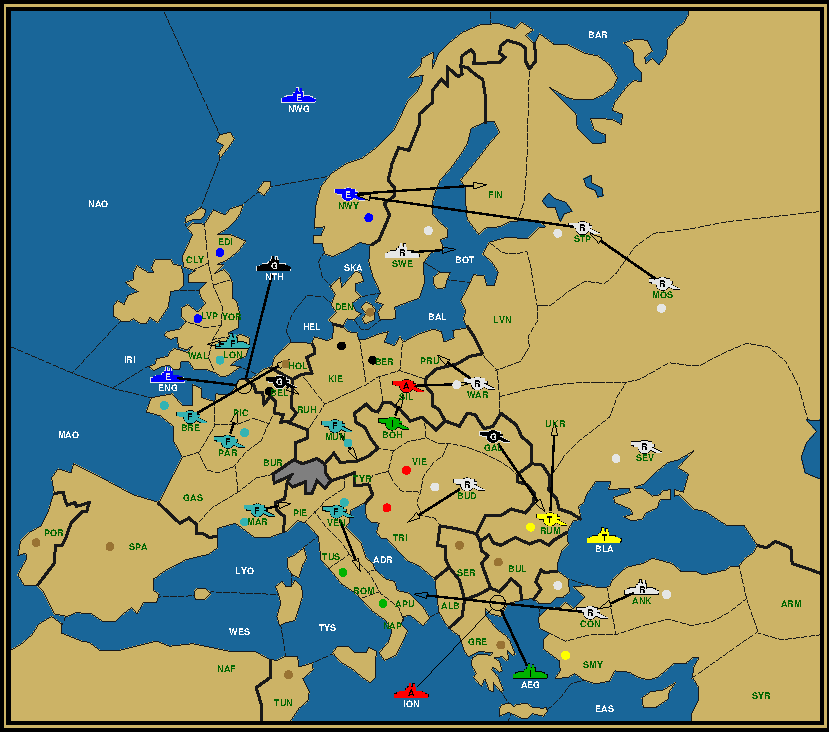 BAR
E
NWG
NAO
E
NWY
FIN
EDI
R
STP
CLY
R
SWE
BOT
G
NTH
SKA
R
MOS
DEN
LVP
YOR
HEL
BAL
LVN
F
LON
WAL
IRI
HOL
BER
PRU
KIE
E
ENG
G
BEL
A
SIL
R
WAR
F
BRE
PIC
RUH
I
BOH
UKR
MAO
F
PAR
F
MUN
G
GAL
R
SEV
BUR
VIE
TYR
R
BUD
GAS
F
MAR
PIE
F
VEN
T
RUM
TRI
T
BLA
POR
SPA
TUS
ADR
LYO
SER
BUL
ROM
R
ANK
APU
ALB
R
CON
ARM
WES
TYS
NAP
GRE
SMY
NAF
I
AEG
TUN
A
ION
EAS
SYR